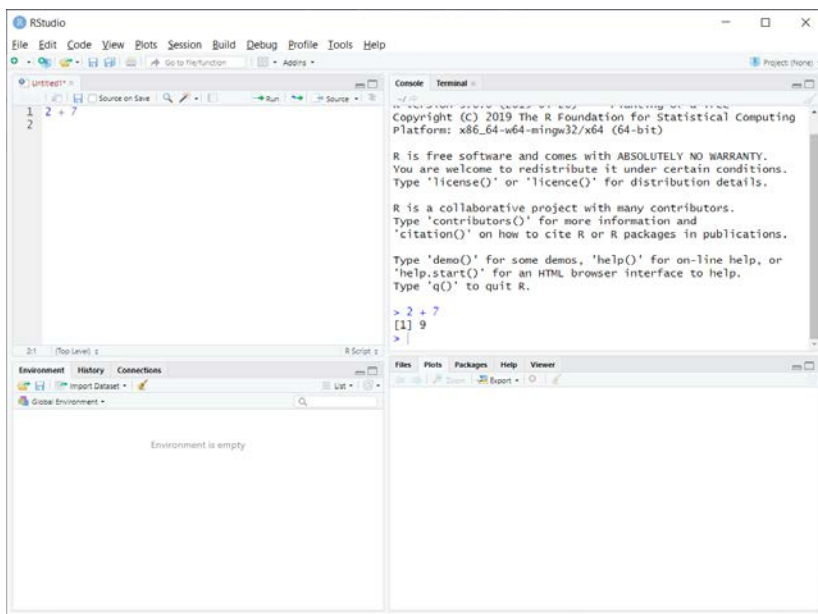 RStudio
File Edit Code View Plots Session Build Debug Profile Tools Help
Go to file/function Addins
Project: (None)
Untitled1*
Source on Save Run Source
1 2 + 7
2
2:1 (Top Level) R Script
Console Terminal
~/
Copyright (C) 2019 The R Foundation for Statistical Computing
Platform: x86_64-w64-mingw32/x64 (64-bit)
R is free software and comes with ABSOLUTELY NO WARRANTY.
You are welcome to redistribute it under certain conditions.
Type 'license()' or 'licence()' for distribution details.
R is a collaborative project with many contributors.
Type 'contributors()' for more information and
'citation()' on how to cite R or R packages in publications.
Type 'demo()' for some demos, 'help()' for on-line help, or
'help.start()' for an HTML browser interface to help.
Type 'q()' to quit R.
> 2 + 7
[1] 9
>
Environment History Connections
Import Dataset List
Global Environment
Environment is empty
Files Plots Packages Help Viewer
Zoom Export